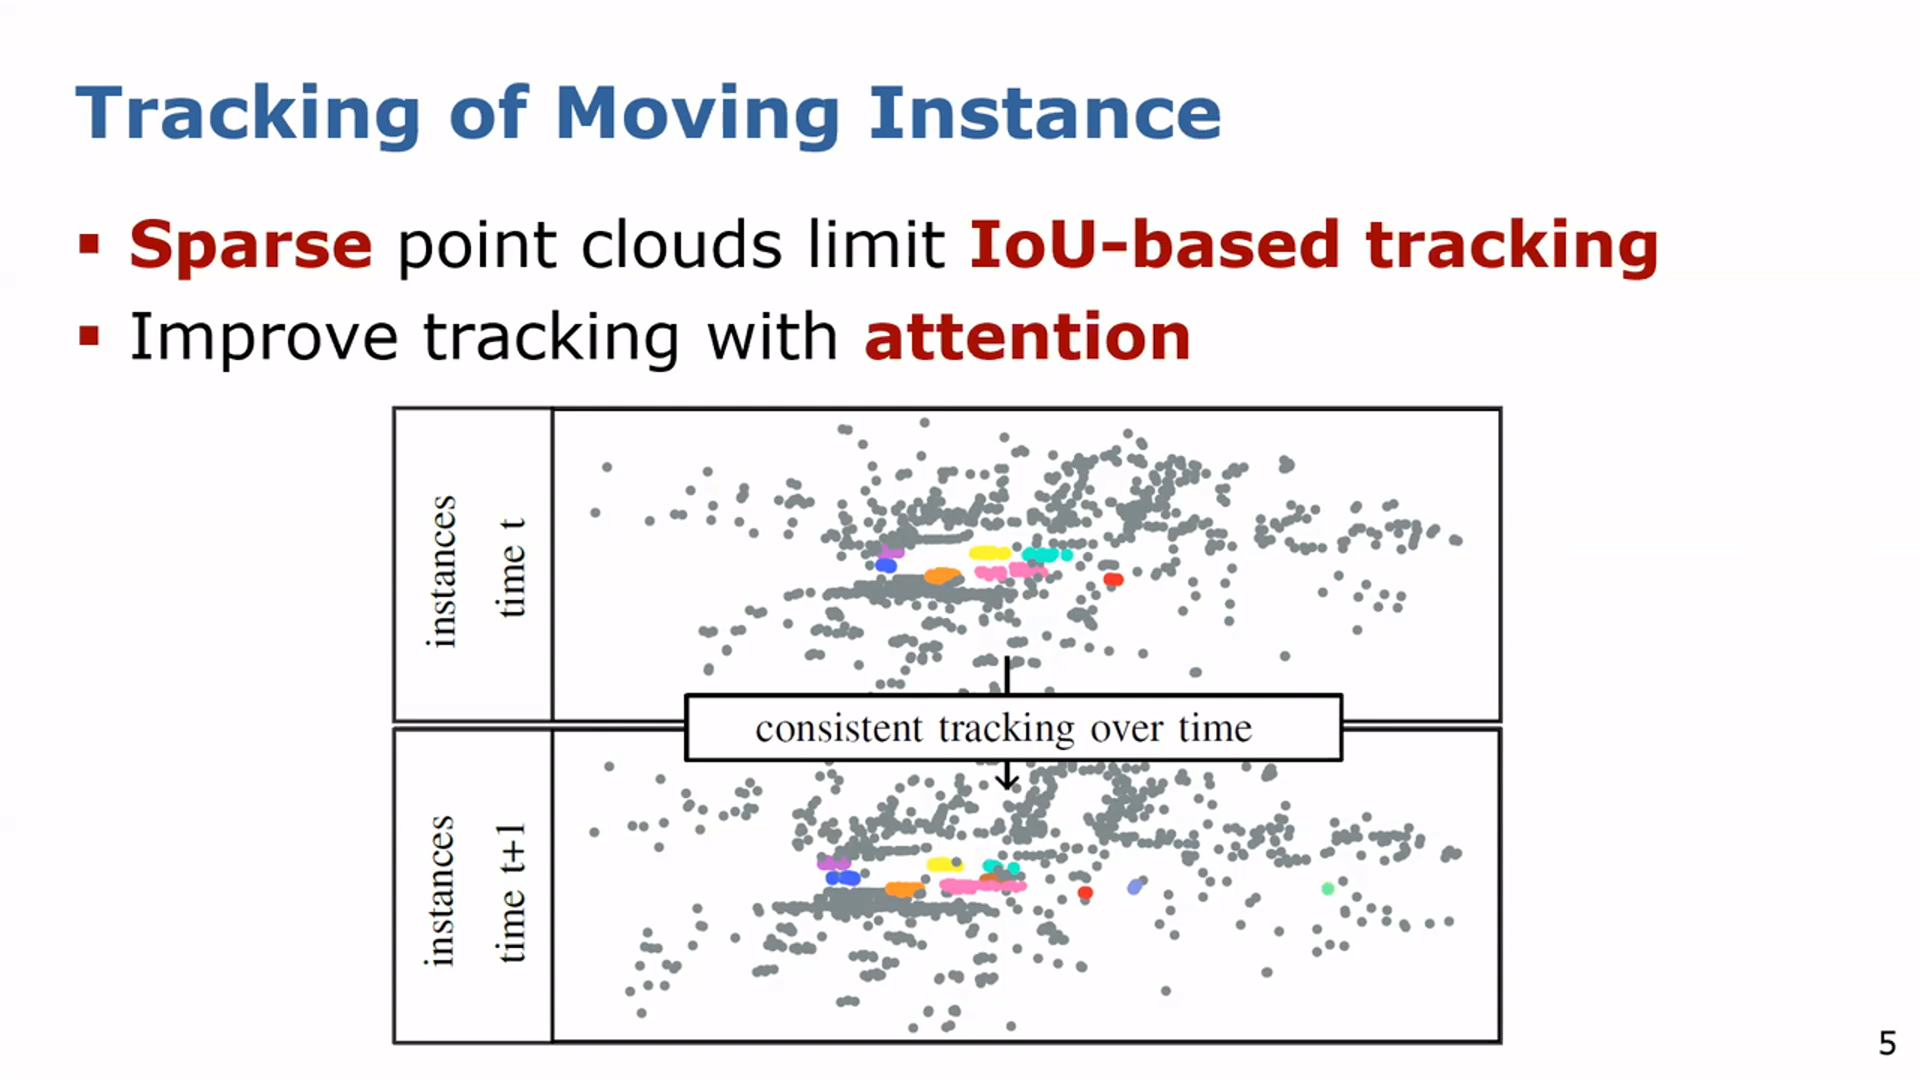 Tracking of Moving Instance
▪ Sparse point clouds limit IoU-based tracking
▪ Improve tracking with attention
instances
time t
consistent tracking over time
instances
time t+1
5